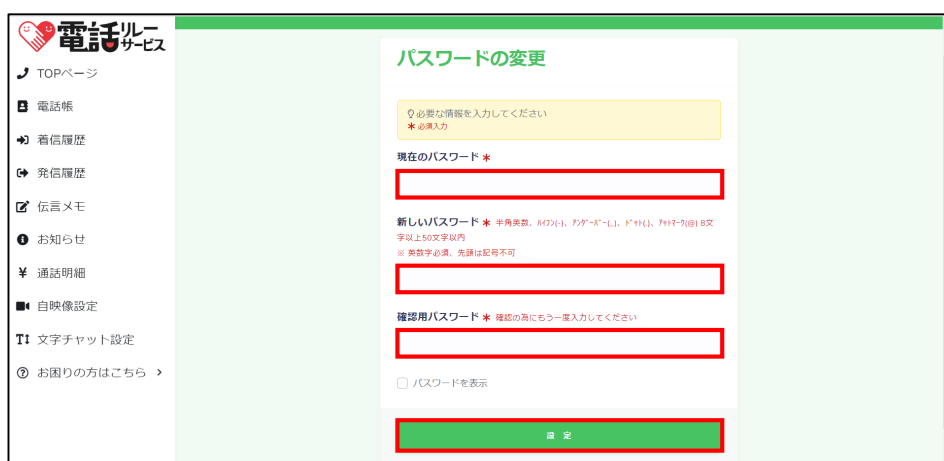 電話リレーサービス
TOPページ
電話帳
着信履歴
発信履歴
伝言メモ
お知らせ
通話明細
自映像設定
文字チャット設定
お困りの方はこちら
パスワードの変更
必要な情報を入力してください
* 必須入力
現在のパスワード *
新しいパスワード * 半角英数、ﾊｲﾌﾝ(-)、ｱﾝﾀﾞｰﾊﾞｰ(_)、ﾄﾞｯﾄ(.)、ｱｯﾄﾏｰｸ(@) 8文
字以上50文字以内
※ 英数字必須、先頭は記号不可
確認用パスワード * 確認の為にもう一度入力してください
パスワードを表示
設 定